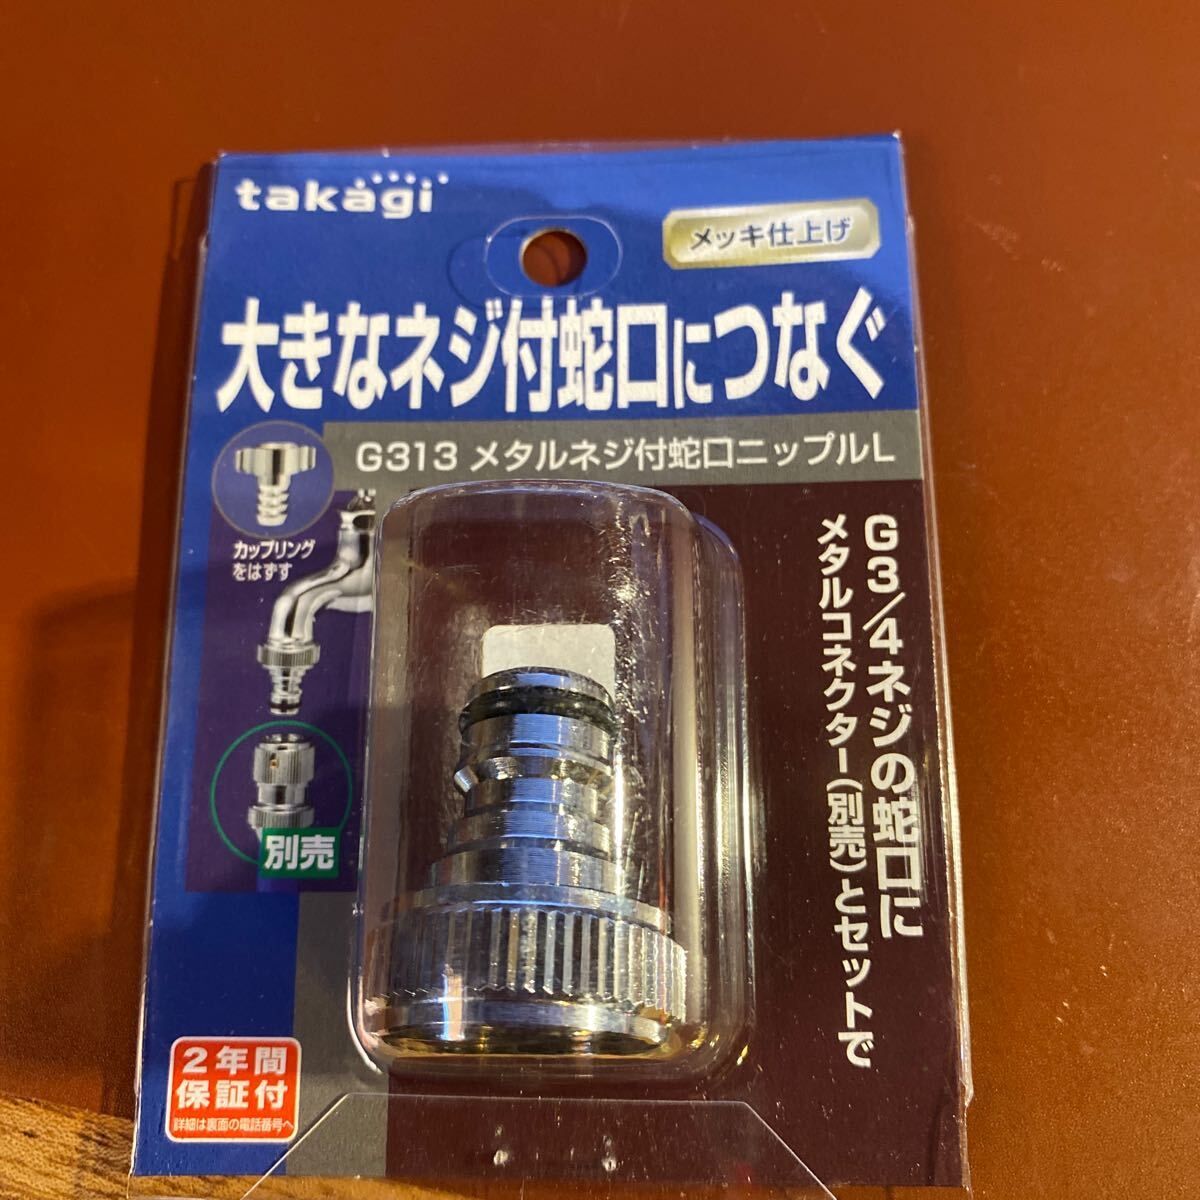 takagi
メッキ仕上げ
大きなネジ付蛇口につなぐ
G313 メタルネジ付蛇口ニップルL
カップリング
をはずす
G3/4ネジの蛇口に
メタルコネクター(別売)とセットで
別売
2年間
保証付
詳細は裏面の電話番号へ